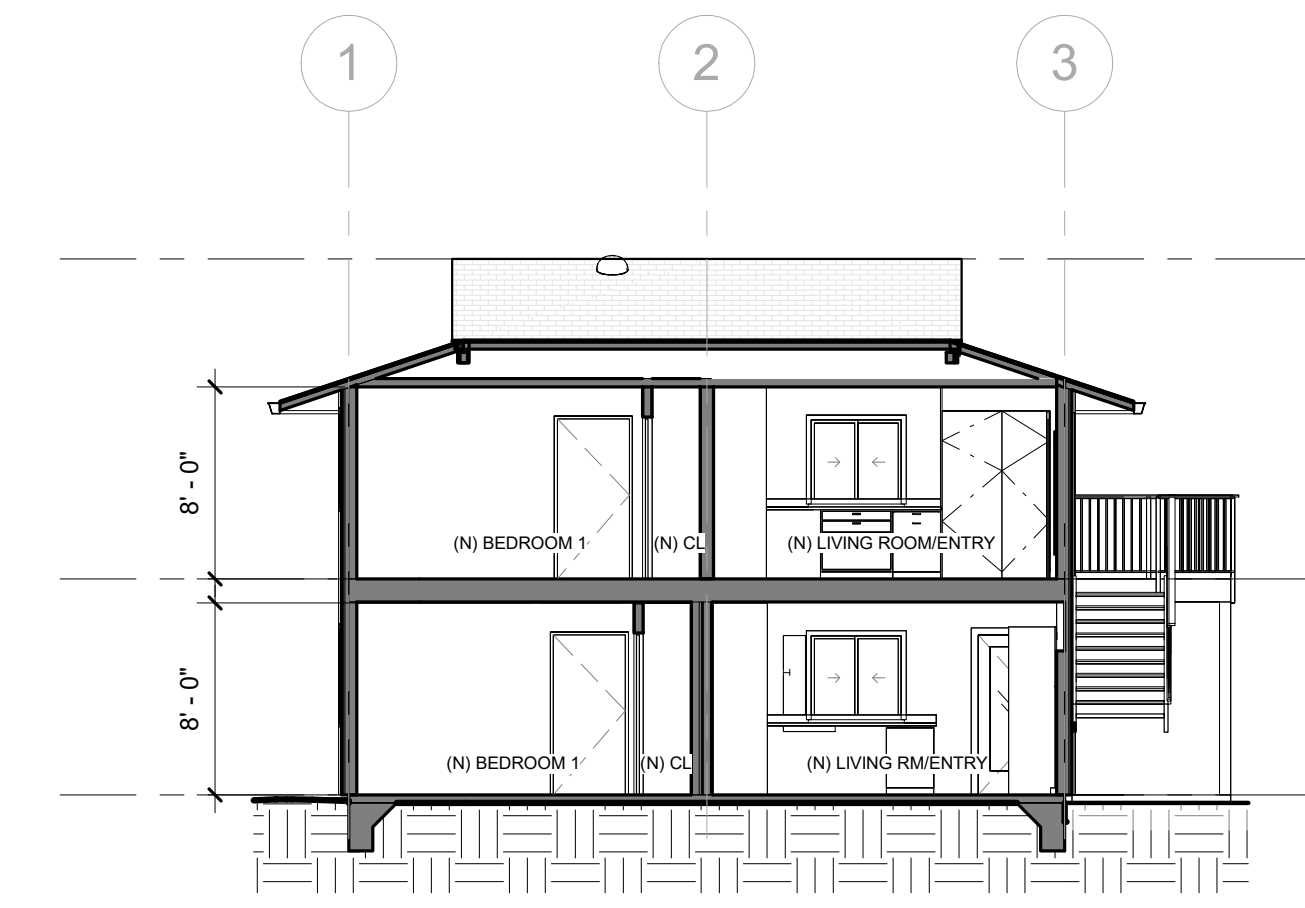 1
2
3
8' - 0"
(N) BEDROOM 1
(N) CL
(N) LIVING ROOM/ENTRY
8' - 0"
(N) BEDROOM 1
(N) CL
(N) LIVING RM/ENTRY